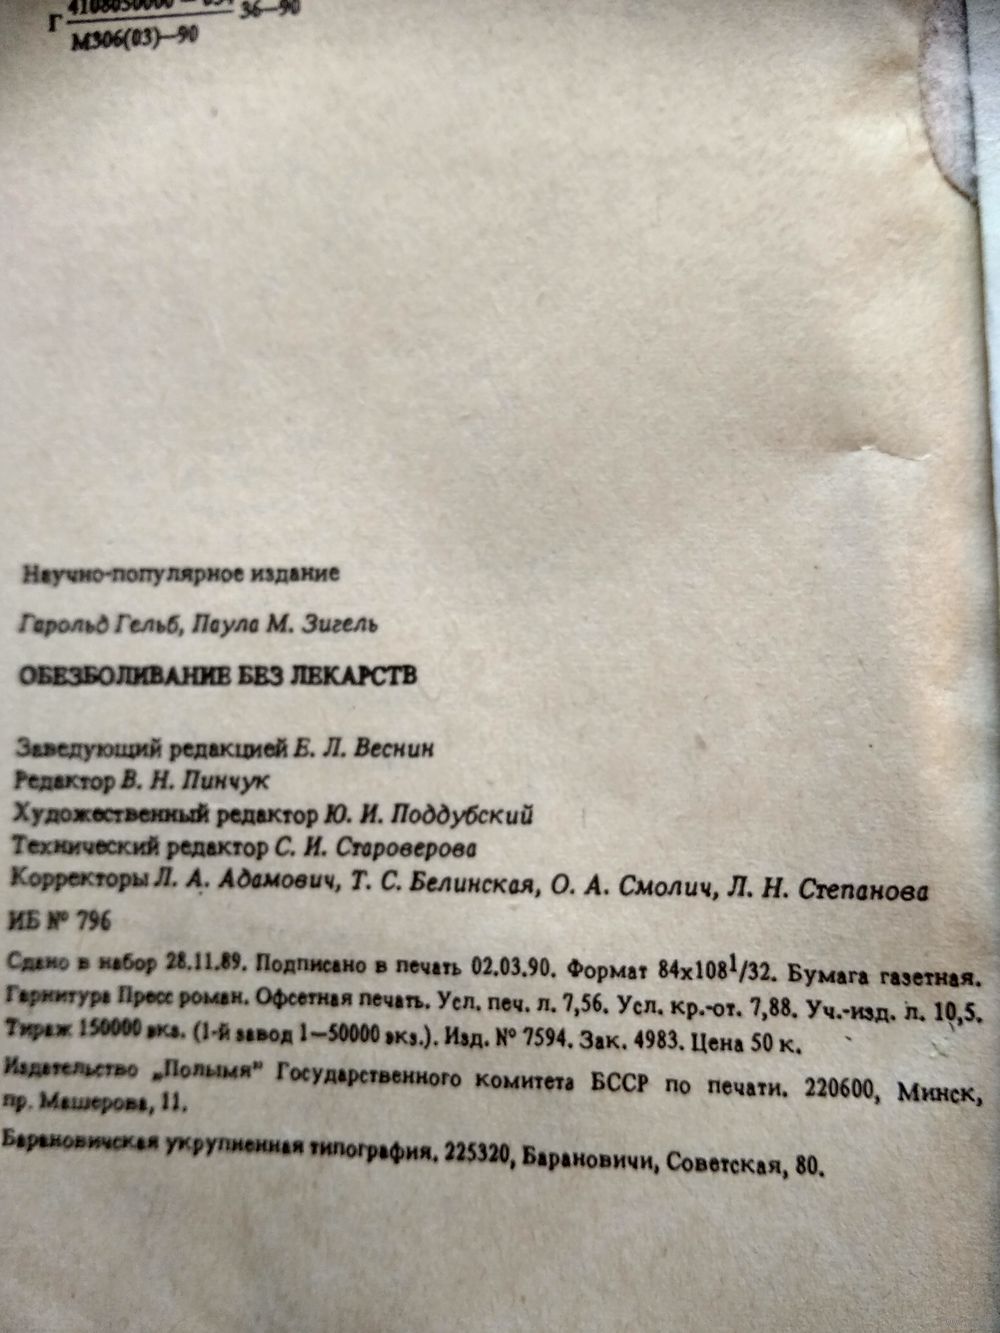 Г 36—90
М306(03)—90
Научно-популярное издание
Гарольд Гельб, Паула М. Зигель
ОБЕЗБОЛИВАНИЕ БЕЗ ЛЕКАРСТВ
Заведующий редакцией Е. Л. Веснин
Редактор В. Н. Пинчук
Художественный редактор Ю. И. Поддубский
Технический редактор С. И. Староверова
Корректоры Л. А. Адамович, Т. С. Белинская, О. А. Смолич, Л. Н. Степанова
ИБ № 796
Сдано в набор 28.11.89. Подписано в печать 02.03.90. Формат 84x108¹/32. Бумага газетная.
Гарнитура Пресс роман. Офсетная печать. Усл. печ. л. 7,56. Усл. кр.-от. 7,88. Уч.-изд. л. 10,5.
Тираж 150000 экз. (1-й завод 1—50000 экз.). Изд. № 7594. Зак. 4983. Цена 50 к.
Издательство „Полымя" Государственного комитета БССР по печати. 220600, Минск,
пр. Машерова, 11.
Барановичская укрупненная типография. 225320, Барановичи, Советская, 80.